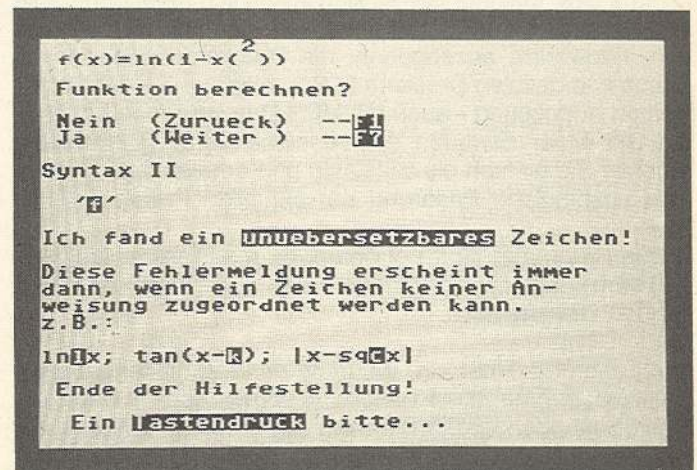 f(x)=ln(1-x(²))
Funktion berechnen?
Nein (Zurueck) --F1
Ja (Weiter ) --F7
Syntax II
'f'
Ich fand ein unuebersetzbares Zeichen!
Diese Fehlermeldung erscheint immer
dann, wenn ein Zeichen keiner An-
weisung zugeordnet werden kann.
z.B.:
lnIx; tan(x-k); |x-sqcx|
Ende der Hilfestellung!
Ein Tastendruck bitte...